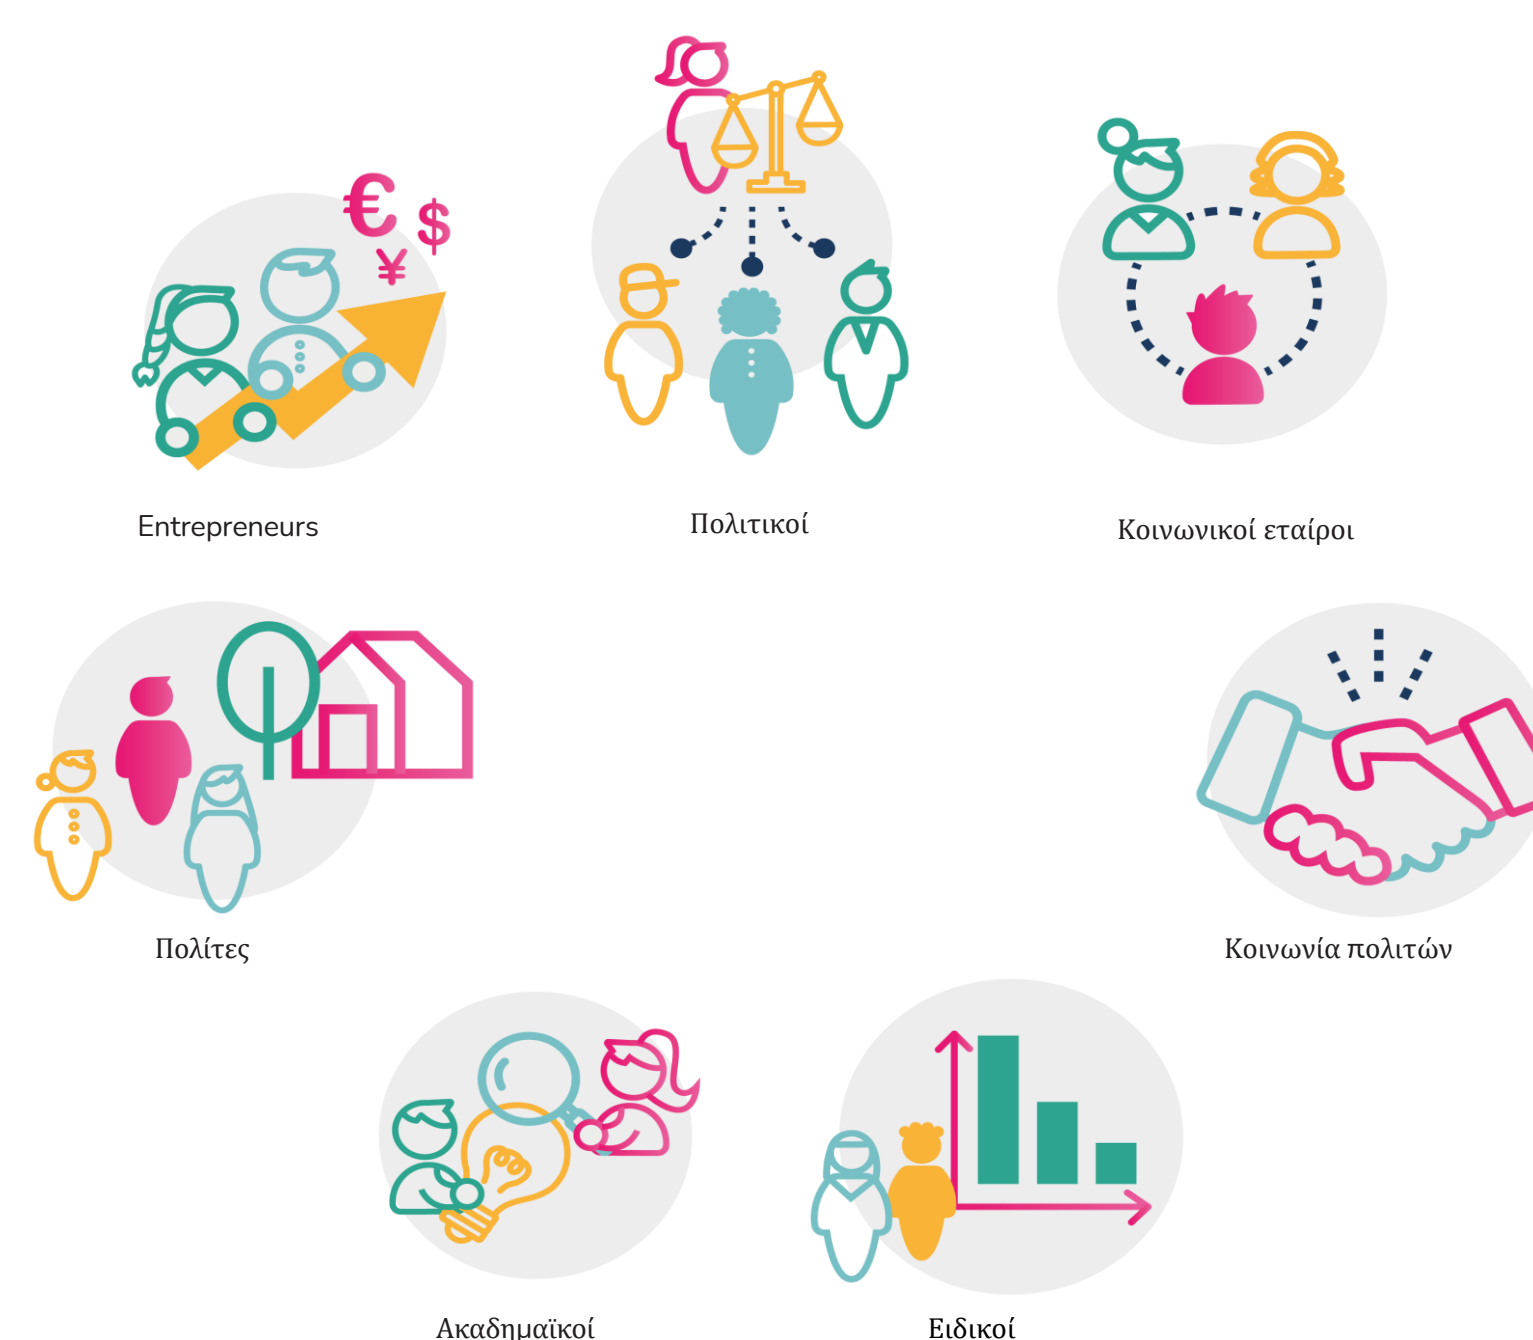 € $
¥
Entrepreneurs
Πολιτικοί
Κοινωνικοί εταίροι
Πολίτες
Κοινωνία πολιτών
Ακαδημαϊκοί
Ειδικοί